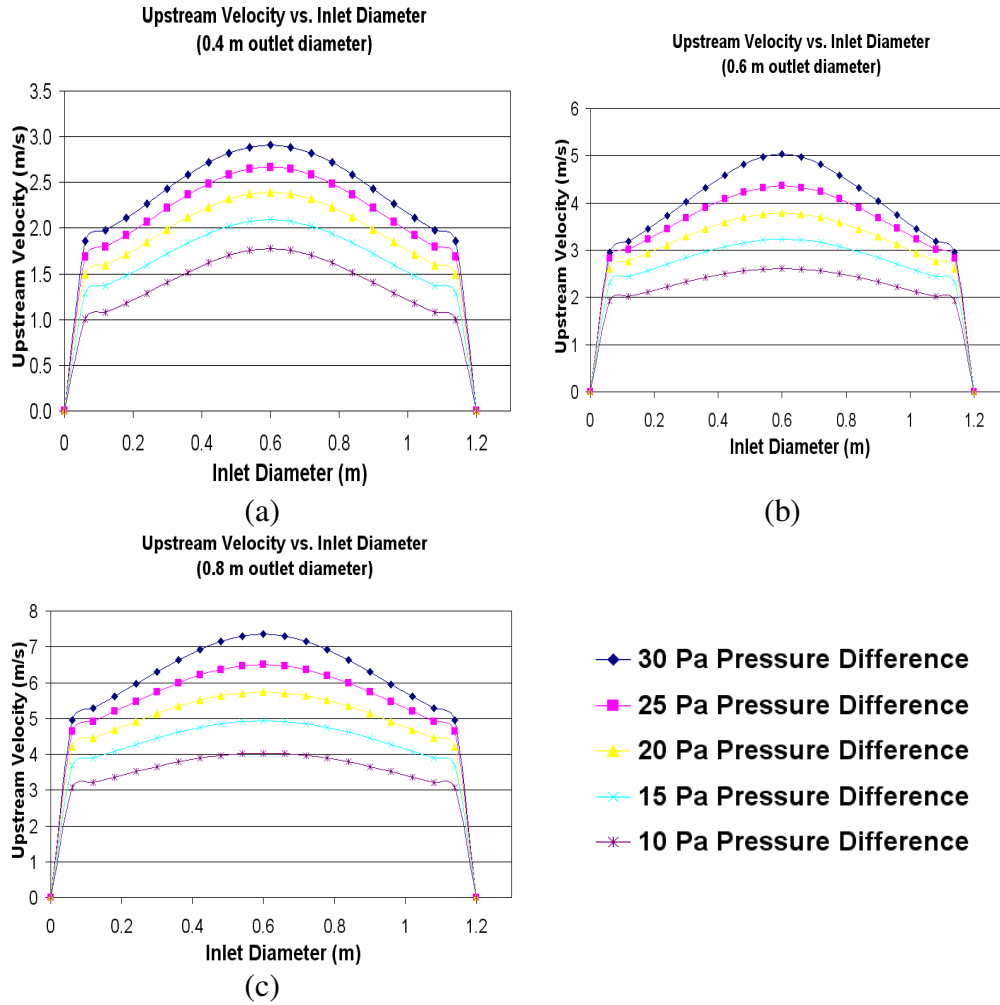 Upstream Velocity vs. Inlet Diameter
(0.4 m outlet diameter)
3.5
3.0
2.5
2.0
1.5
1.0
0.5
0.0
Upstream Velocity (m/s)
0 0.2 0.4 0.6 0.8 1 1.2
Inlet Diameter (m)
(a)
Upstream Velocity vs. Inlet Diameter
(0.6 m outlet diameter)
6
5
4
3
2
1
0
Upstream Velocity (m/s)
0 0.2 0.4 0.6 0.8 1 1.2
Inlet Diameter (m)
(b)
Upstream Velocity vs. Inlet Diameter
(0.8 m outlet diameter)
8
7
6
5
4
3
2
1
0
Upstream Velocity (m/s)
0 0.2 0.4 0.6 0.8 1 1.2
Inlet Diameter (m)
(c)
30 Pa Pressure Difference
25 Pa Pressure Difference
20 Pa Pressure Difference
15 Pa Pressure Difference
10 Pa Pressure Difference